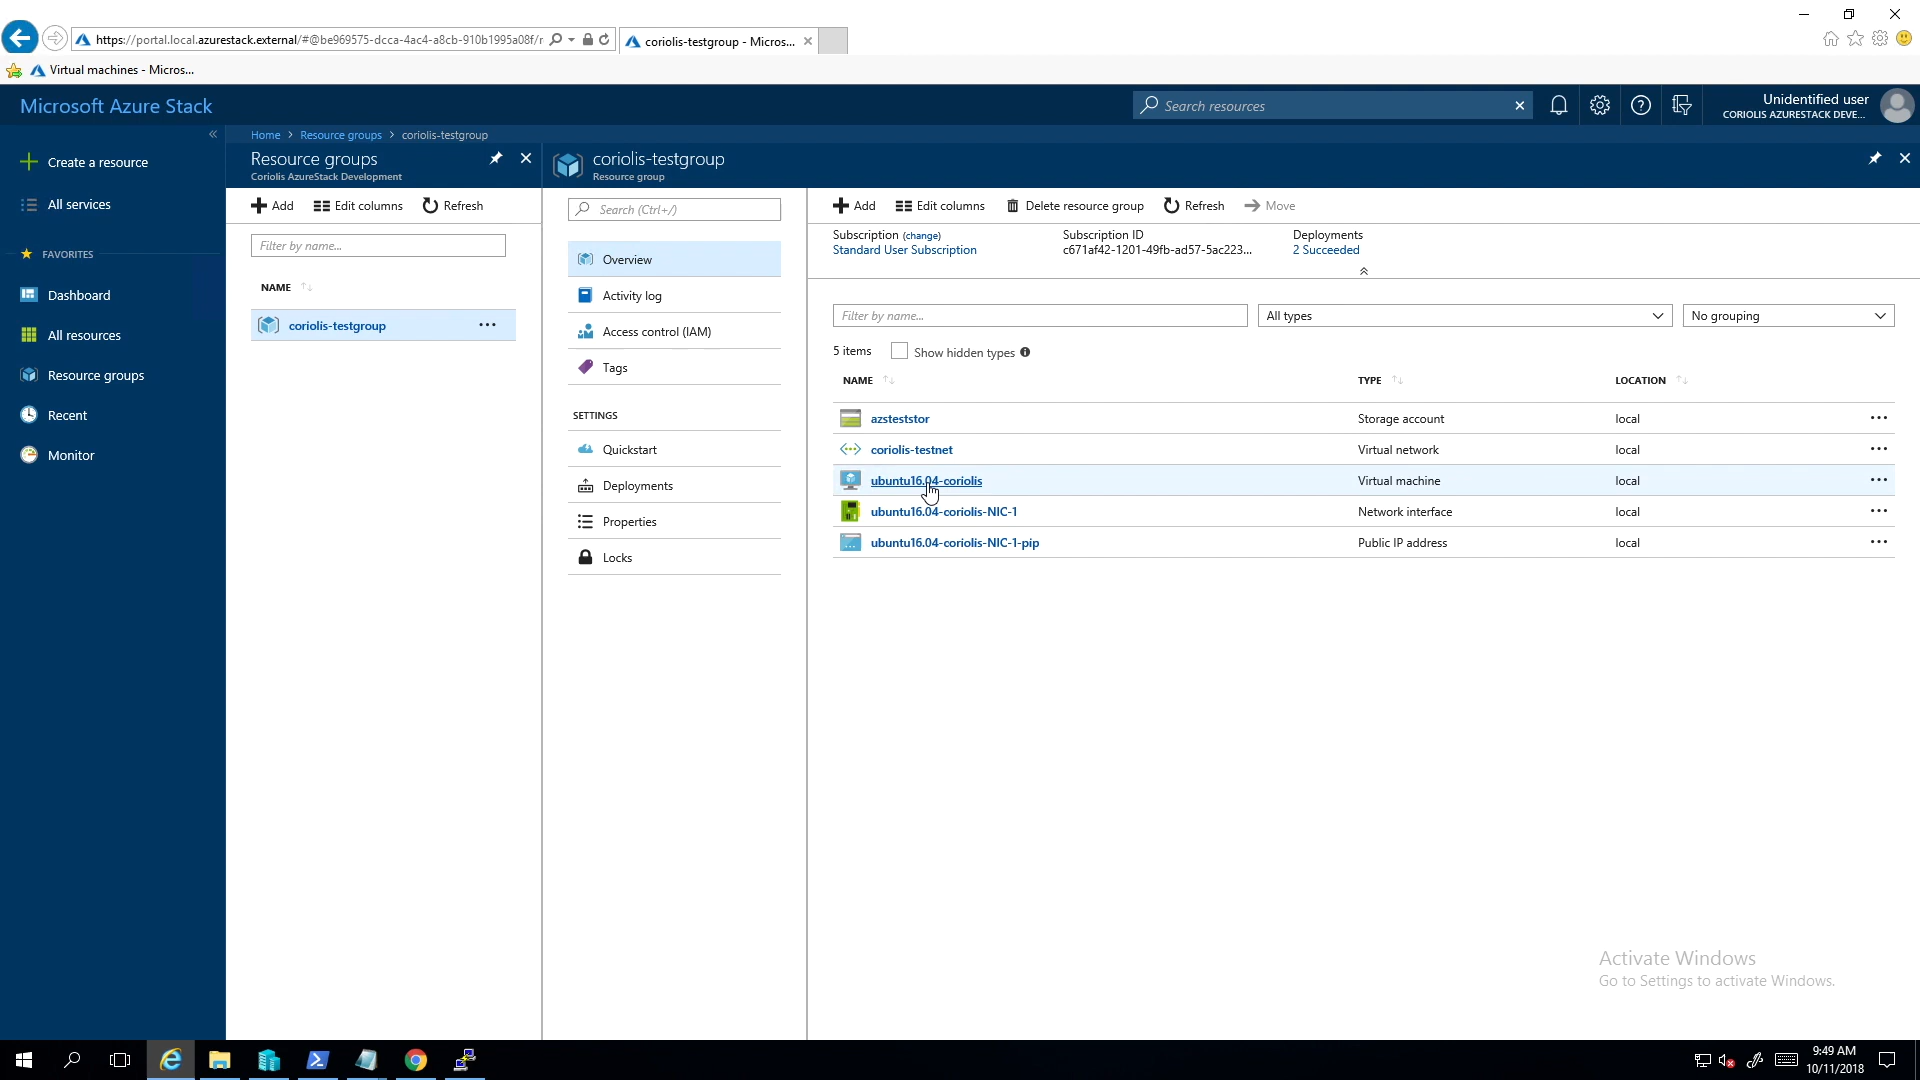 https://portal.local.azurestack.external/#@be969575-dcca-4ac4-a8cb-910b1995a08f/r
coriolis-testgroup - Micros...
Virtual machines - Micros...
Microsoft Azure Stack
Search resources
Unidentified user
CORIOLIS AZURESTACK DEVE...
Home > Resource groups > coriolis-testgroup
Create a resource
All services
FAVORITES
Dashboard
All resources
Resource groups
Recent
Monitor
Resource groups
Coriolis AzureStack Development
Add Edit columns Refresh
Filter by name...
NAME
coriolis-testgroup
coriolis-testgroup
Resource group
Search (Ctrl+/)
Overview
Activity log
Access control (IAM)
Tags
SETTINGS
Quickstart
Deployments
Properties
Locks
Add Edit columns Delete resource group Refresh Move
Subscription (change) Subscription ID Deployments
Standard User Subscription c671af42-1201-49fb-ad57-5ac223... 2 Succeeded
Filter by name... All types No grouping
5 items Show hidden types
NAME TYPE LOCATION
azsteststor Storage account local
coriolis-testnet Virtual network local
ubuntu16.04-coriolis Virtual machine local
ubuntu16.04-coriolis-NIC-1 Network interface local
ubuntu16.04-coriolis-NIC-1-pip Public IP address local
Activate Windows
Go to Settings to activate Windows.
9:49 AM
10/11/2018